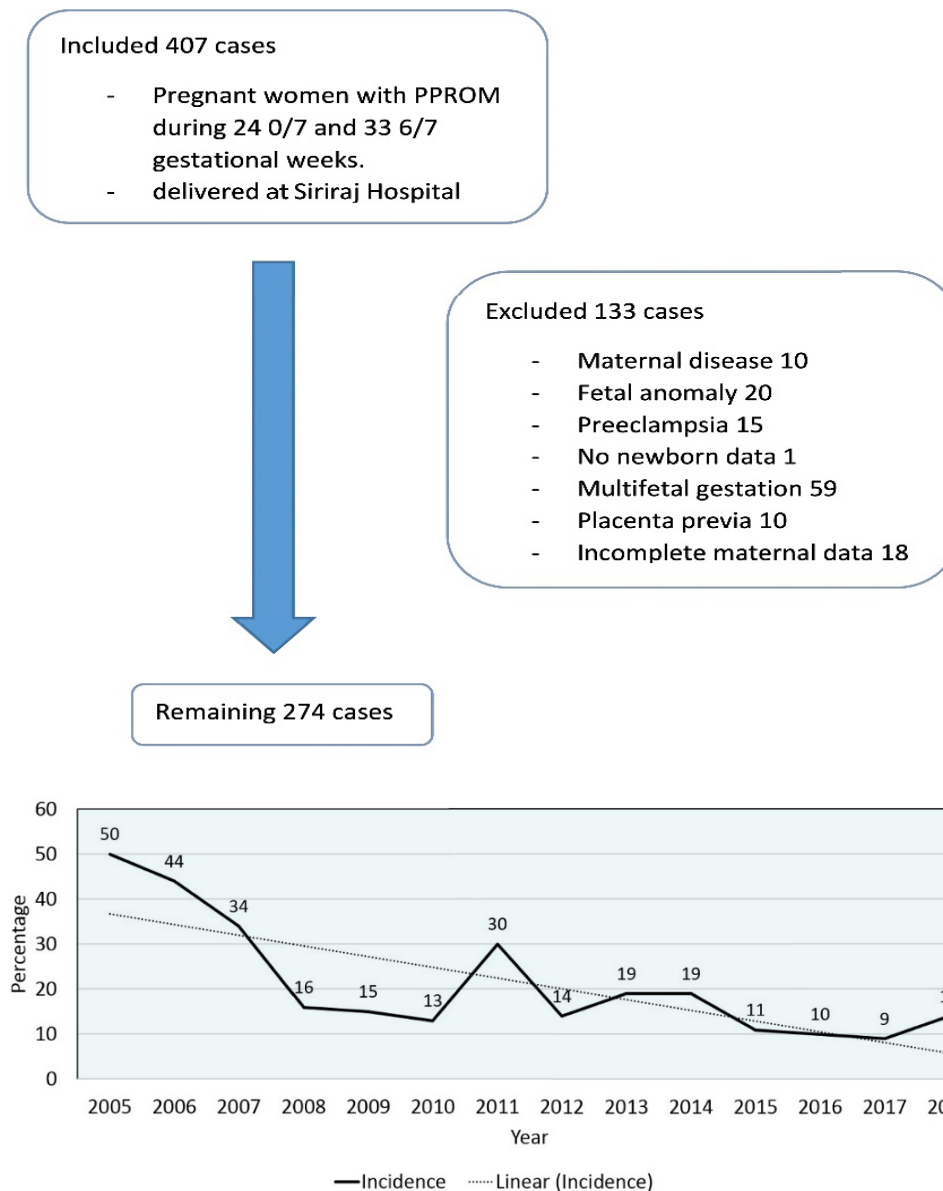 Included 407 cases
- Pregnant women with PPROM
during 24 0/7 and 33 6/7
gestational weeks.
- delivered at Siriraj Hospital
Excluded 133 cases
- Maternal disease 10
- Fetal anomaly 20
- Preeclampsia 15
- No newborn data 1
- Multifetal gestation 59
- Placenta previa 10
- Incomplete maternal data 18
Remaining 274 cases
Percentage
60
50
40
30
20
10
0
50
44
34
16
15
13
30
14
19
19
11
10
9
2005 2006 2007 2008 2009 2010 2011 2012 2013 2014 2015 2016 2017
Year
Incidence Linear (Incidence)